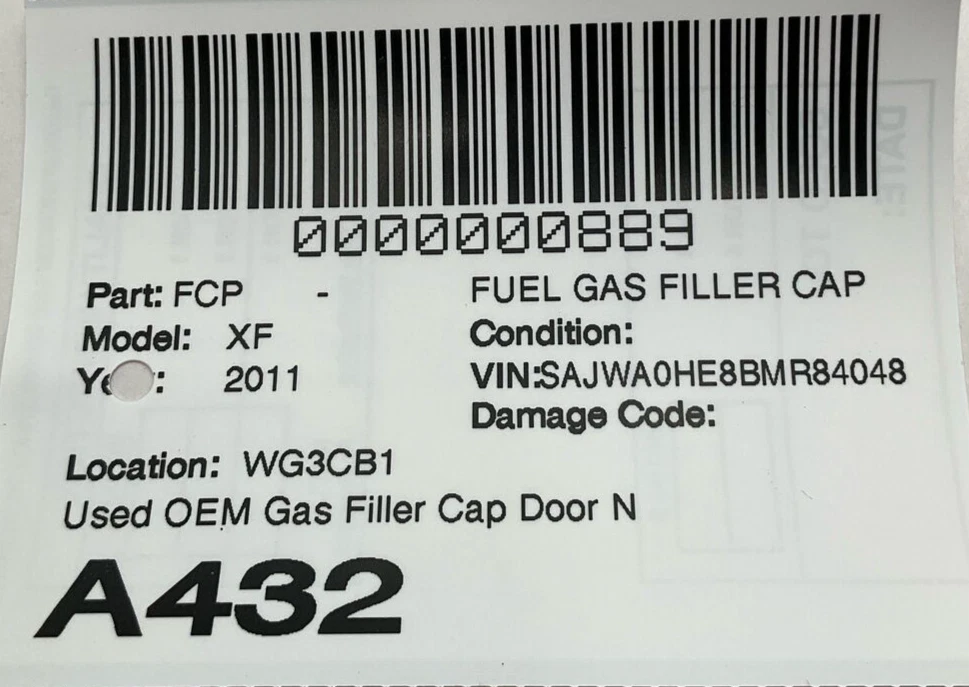 0000000889
Part: FCP - FUEL GAS FILLER CAP
Model: XF Condition:
Ye : 2011 VIN:SAJWA0HE8BMR84048
Damage Code:
Location: WG3CB1
Used OEM Gas Filler Cap Door N
A432